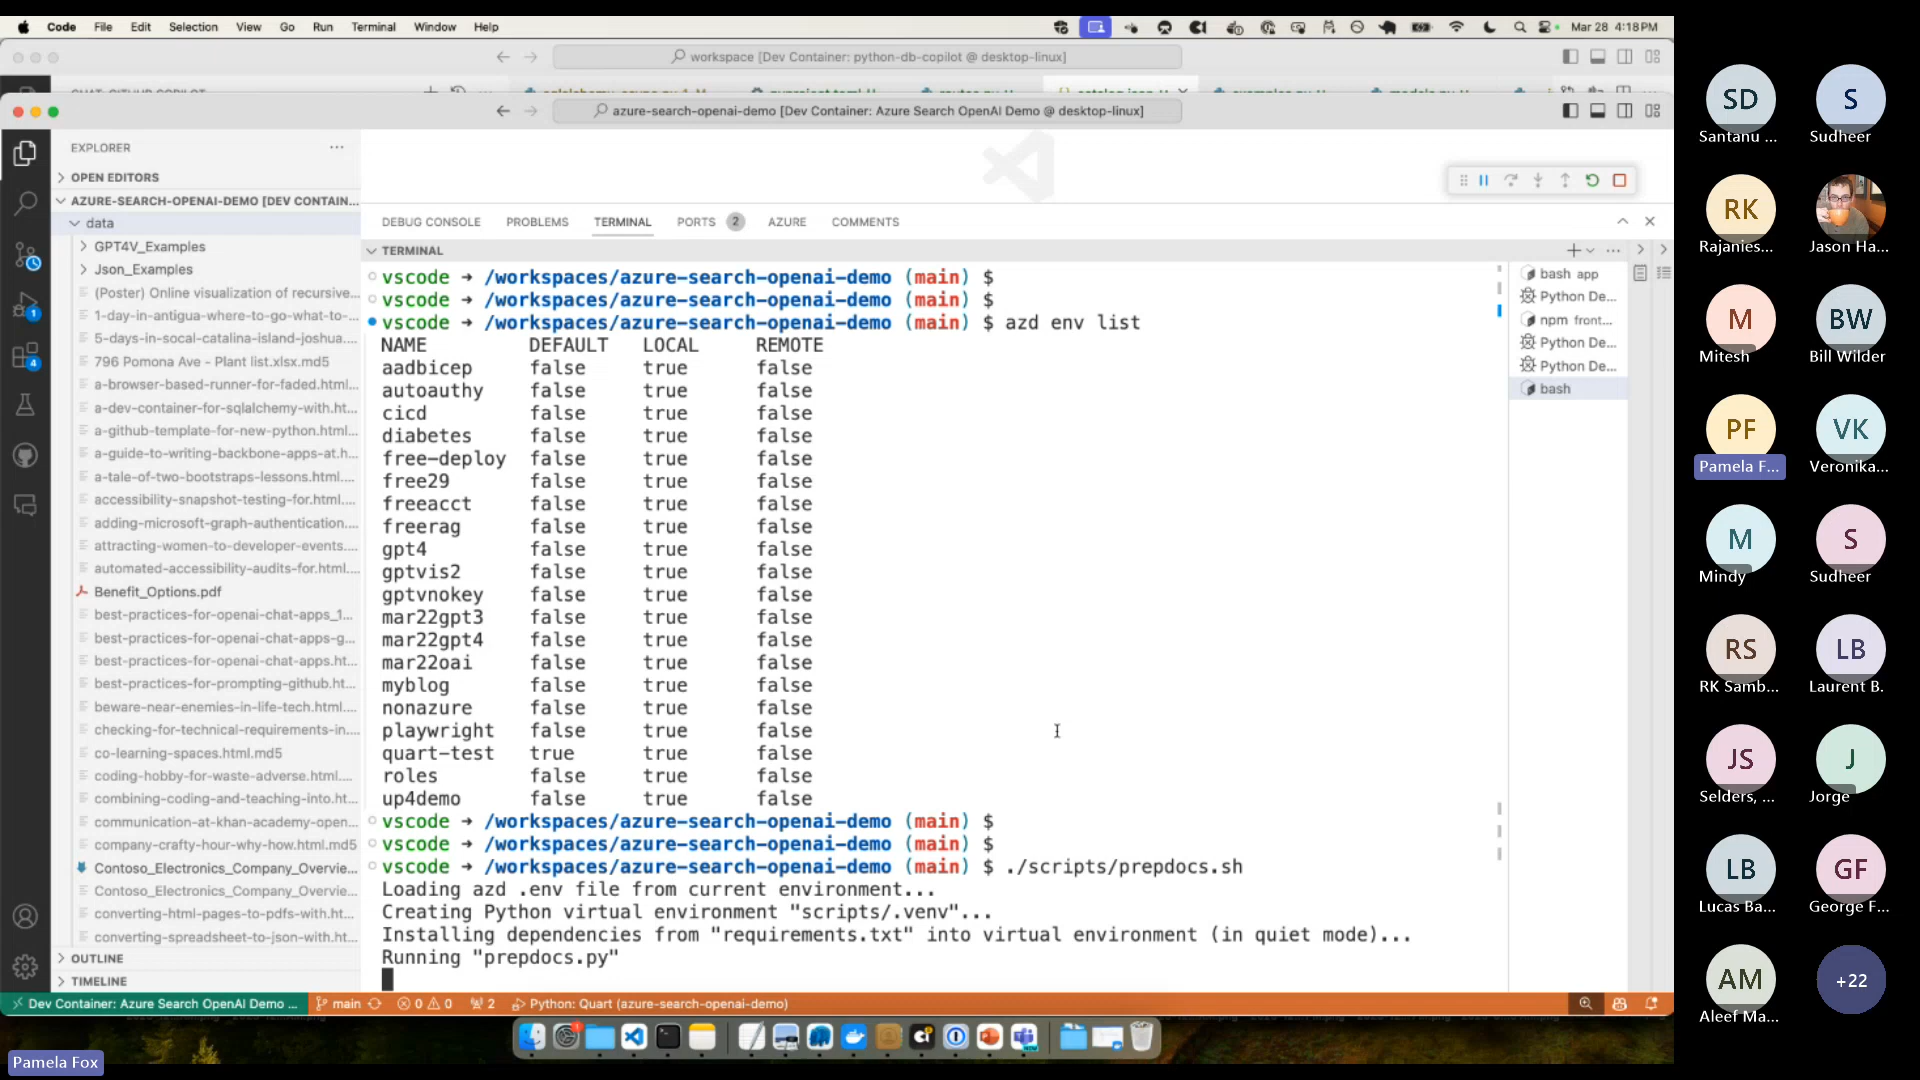 Code File Edit Selection View Go Run Terminal Window Help Mar 28 4:18PM
workspace [Dev Container: python-db-copilot @ desktop-linux]
azure-search-openai-demo [Dev Container: Azure Search OpenAI Demo @ desktop-linux]
EXPLORER
OPEN EDITORS
AZURE-SEARCH-OPENAI-DEMO [DEV CONTAIN...
data
GPT4V_Examples
Json_Examples
(Poster) Online visualization of recursive...
1-day-in-antigua-where-to-go-what-to-...
5-days-in-socal-catalina-island-joshua....
796 Pomona Ave - Plant list.xlsx.md5
a-browser-based-runner-for-faded.html...
a-dev-container-for-sqlalchemy-with.ht...
a-github-template-for-new-python.html...
a-guide-to-writing-backbone-apps-at.h...
a-tale-of-two-bootstraps-lessons.html....
accessibility-snapshot-testing-for.html....
adding-microsoft-graph-authentication....
attracting-women-to-developer-events....
automated-accessibility-audits-for.html....
Benefit_Options.pdf
best-practices-for-openai-chat-apps_1...
best-practices-for-openai-chat-apps-g...
best-practices-for-openai-chat-apps.ht...
best-practices-for-prompting-github.ht...
beware-near-enemies-in-life-tech.html....
checking-for-technical-requirements-in....
co-learning-spaces.html.md5
coding-hobby-for-waste-adverse.html....
combining-coding-and-teaching-into.ht...
communication-at-khan-academy-open...
company-crafty-hour-why-how.html.md5
Contoso_Electronics_Company_Overvie...
Contoso_Electronics_Company_Overvie...
converting-html-pages-to-pdfs-with.ht...
converting-spreadsheet-to-json-with.ht...
OUTLINE
TIMELINE
1
4
DEBUG CONSOLE PROBLEMS TERMINAL PORTS 2 AZURE COMMENTS
TERMINAL
vscode → /workspaces/azure-search-openai-demo (main) $
vscode → /workspaces/azure-search-openai-demo (main) $
vscode → /workspaces/azure-search-openai-demo (main) $ azd env list
NAME DEFAULT LOCAL REMOTE
aadbicep false true false
autoauthy false true false
cicd false true false
diabetes false true false
free-deploy false true false
free29 false true false
freeacct false true false
freerag false true false
gpt4 false true false
gptvis2 false true false
gptvnokey false true false
mar22gpt3 false true false
mar22gpt4 false true false
mar22oai false true false
myblog false true false
nonazure false true false
playwright false true false
quart-test true true false
roles false true false
up4demo false true false
vscode → /workspaces/azure-search-openai-demo (main) $
vscode → /workspaces/azure-search-openai-demo (main) $
vscode → /workspaces/azure-search-openai-demo (main) $ ./scripts/prepdocs.sh
Loading azd .env file from current environment...
Creating Python virtual environment "scripts/.venv"...
Installing dependencies from "requirements.txt" into virtual environment (in quiet mode)...
Running "prepdocs.py"
bash app
Python De...
npm front...
Python De...
Python De...
bash
Dev Container: Azure Search OpenAI Demo ... main 0 0 2 Python: Quart (azure-search-openai-demo)
Pamela Fox
SD S
Santanu ... Sudheer
RK
Rajanies... Jason Ha...
M BW
Mitesh Bill Wilder
PF VK
Pamela F... Veronika...
M S
Mindy Sudheer
RS LB
RK Samb... Laurent B.
JS J
Selders, ... Jorge
LB GF
Lucas Ba... George F...
AM +22
Aleef Ma...